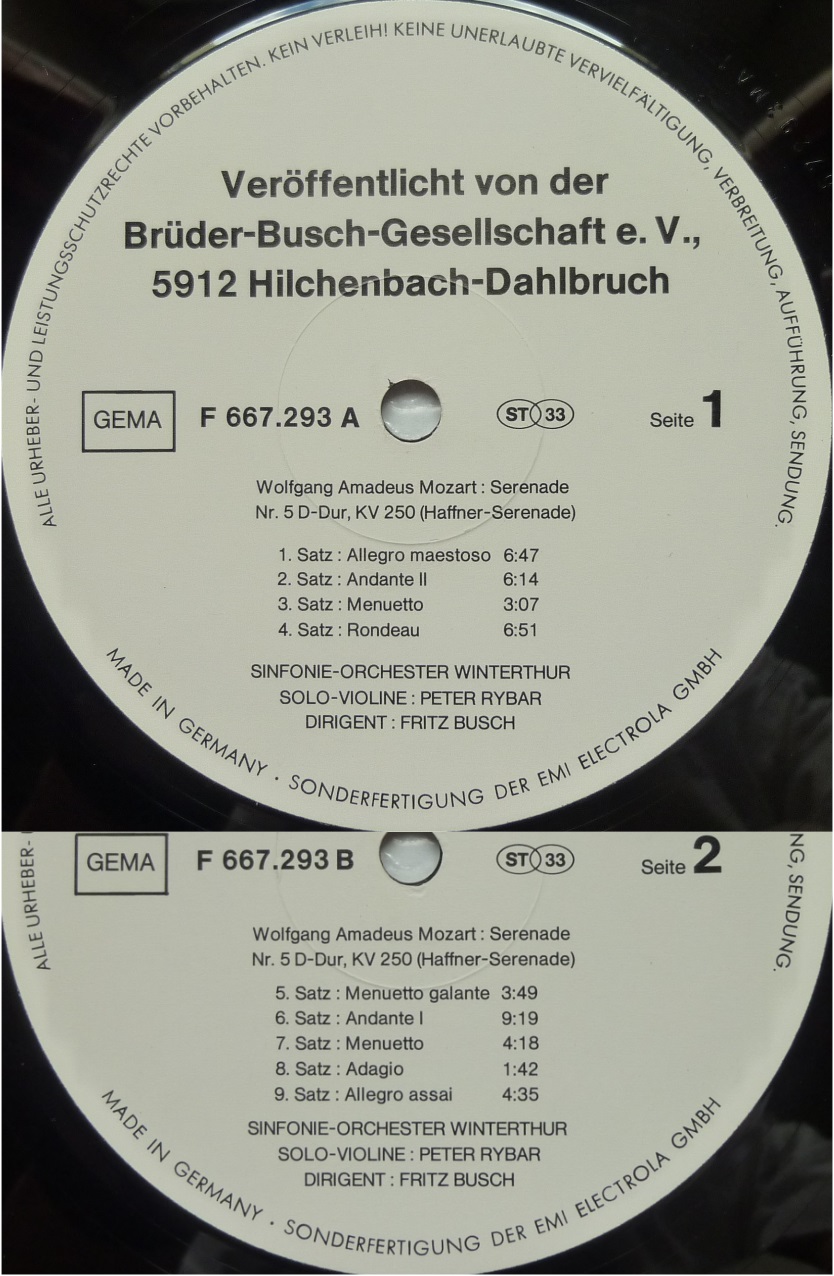 ALLE URHEBER- UND LEISTUNGSSCHUTZRECHTE VORBEHALTEN. KEIN VERLEIH! KEINE UNERLAUBTE VERVIELFÄLTIGUNG, VERBREITUNG, AUFFÜHRUNG, SENDUNG.
Veröffentlicht von der
Brüder-Busch-Gesellschaft e. V.,
5912 Hilchenbach-Dahlbruch
GEMA F 667.293 A ST 33 Seite 1
Wolfgang Amadeus Mozart : Serenade
Nr. 5 D-Dur, KV 250 (Haffner-Serenade)
1. Satz : Allegro maestoso 6:47
2. Satz : Andante II 6:14
3. Satz : Menuetto 3:07
4. Satz : Rondeau 6:51
SINFONIE-ORCHESTER WINTERTHUR
SOLO-VIOLINE : PETER RYBAR
DIRIGENT : FRITZ BUSCH
MADE IN GERMANY · SONDERFERTIGUNG DER EMI ELECTROLA GMBH
ALLE URHEBER-
NG, SENDUNG.
GEMA F 667.293 B ST 33 Seite 2
Wolfgang Amadeus Mozart : Serenade
Nr. 5 D-Dur, KV 250 (Haffner-Serenade)
5. Satz : Menuetto galante 3:49
6. Satz : Andante I 9:19
7. Satz : Menuetto 4:18
8. Satz : Adagio 1:42
9. Satz : Allegro assai 4:35
SINFONIE-ORCHESTER WINTERTHUR
SOLO-VIOLINE : PETER RYBAR
DIRIGENT : FRITZ BUSCH
MADE IN GERMANY · SONDERFERTIGUNG DER EMI ELECTROLA GMBH